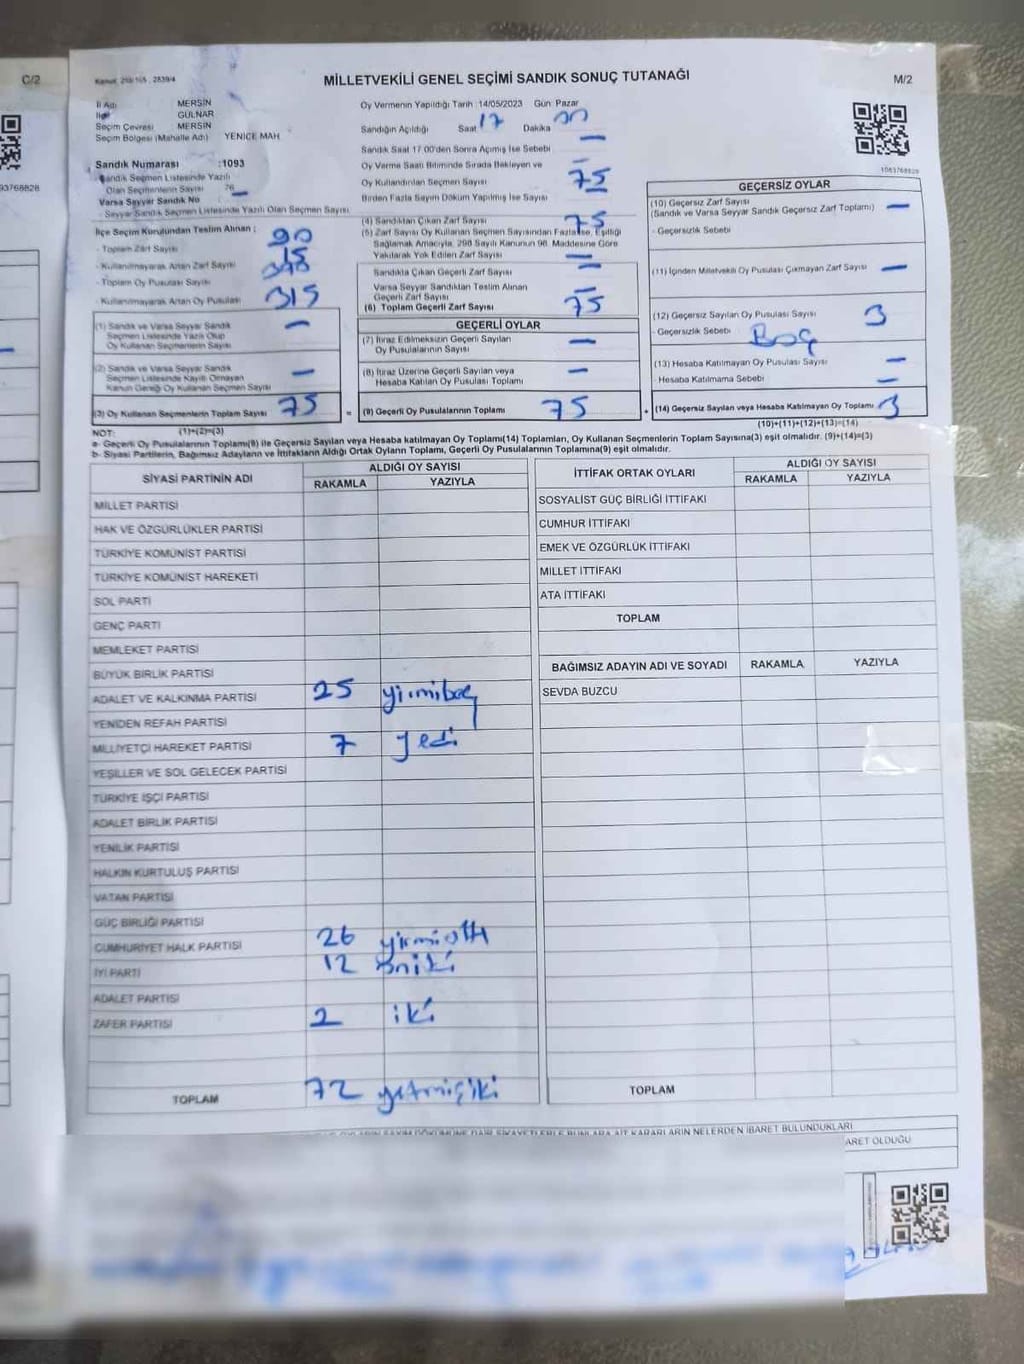 C/2
Kanun: 298/105 , 2839/4
MİLLETVEKİLİ GENEL SEÇİMİ SANDIK SONUÇ TUTANAĞI
M/2
İl Adı MERSİN
İlçe GÜLNAR
Seçim Çevresi MERSİN
Seçim Bölgesi (Mahalle Adı) YENİCE MAH
Sandık Numarası :1093
Sandık Seçmen Listesinde Yazılı
Olan Seçmenlerin Sayısı 76
Varsa Seyyar Sandık No –
- Seyyar Sandık Seçmen Listesinde Yazılı Olan Seçmen Sayısı
İlçe Seçim Kurulundan Teslim Alınan :
- Toplam Zarf Sayısı 90
- Kullanılmayarak Artan Zarf Sayısı 15
- Toplam Oy Pusulası Sayısı
- Kullanılmayarak Artan Oy Pusulası 315
(1) Sandık ve Varsa Seyyar Sandık
Seçmen Listesinde Yazılı Olup
Oy Kullanan Seçmenlerin Sayısı –
(2) Sandık ve Varsa Seyyar Sandık
Seçmen Listesinde Kayıtlı Olmayan
Kanun Gereği Oy Kullanan Seçmen Sayısı –
(3) Oy Kullanan Seçmenlerin Toplam Sayısı 75
(1)+(2)=(3)
Oy Vermenin Yapıldığı Tarih :14/05/2023 Gün: Pazar
Sandığın Açıldığı Saat 17 Dakika 00
Sandık Saat 17:00'den Sonra Açılmış İse Sebebi –
Oy Verme Saati Bitiminde Sırada Bekleyen ve
Oy Kullandırılan Seçmen Sayısı – 75
Birden Fazla Sayım Döküm Yapılmış İse Sayısı –
(4) Sandıktan Çıkan Zarf Sayısı 75
(5) Zarf Sayısı Oy Kullanan Seçmen Sayısından Fazla ise, Eşitliği
Sağlamak Amacıyla, 298 Sayılı Kanunun 98. Maddesine Göre
Yakılarak Yok Edilen Zarf Sayısı –
Sandıkta Çıkan Geçerli Zarf Sayısı –
Varsa Seyyar Sandıktan Teslim Alınan
Geçerli Zarf Sayısı –
(6) Toplam Geçerli Zarf Sayısı 75
GEÇERLİ OYLAR
(7) İtiraz Edilmeksizin Geçerli Sayılan
Oy Pusulalarının Sayısı –
(8) İtiraz Üzerine Geçerli Sayılan veya
Hesaba Katılan Oy Pusulası Toplamı –
= (9) Geçerli Oy Pusulalarının Toplamı 75
1093768828
GEÇERSİZ OYLAR
(10) Geçersiz Zarf Sayısı
(Sandık ve Varsa Seyyar Sandık Geçersiz Zarf Toplamı) –
- Geçersizlik Sebebi
(11) İçinden Milletvekili Oy Pusulası Çıkmayan Zarf Sayısı –
(12) Geçersiz Sayılan Oy Pusulası Sayısı 3
- Geçersizlik Sebebi Boş
(13) Hesaba Katılmayan Oy Pusulası Sayısı –
- Hesaba Katılmama Sebebi –
+ (14) Geçersiz Sayılan veya Hesaba Katılmayan Oy Toplamı 3
(10)+(11)+(12)+(13)=(14)
NOT:
a- Geçerli Oy Pusulalarının Toplamı(9) ile Geçersiz Sayılan veya Hesaba katılmayan Oy Toplamı(14) Toplamları, Oy Kullanan Seçmenlerin Toplam Sayısına(3) eşit olmalıdır. (9)+(14)=(3)
b- Siyasi Partilerin, Bağımsız Adayların ve İttifakların Aldığı Ortak Oyların Toplamı, Geçerli Oy Pusulalarının Toplamına(9) eşit olmalıdır.
SİYASİ PARTİNİN ADI ALDIĞI OY SAYISI
RAKAMLA YAZIYLA
MİLLET PARTİSİ
HAK VE ÖZGÜRLÜKLER PARTİSİ
TÜRKİYE KOMÜNİST PARTİSİ
TÜRKİYE KOMÜNİST HAREKETİ
SOL PARTİ
GENÇ PARTİ
MEMLEKET PARTİSİ
BÜYÜK BİRLİK PARTİSİ
ADALET VE KALKINMA PARTİSİ 25 yirmibeş
YENİDEN REFAH PARTİSİ
MİLLİYETÇİ HAREKET PARTİSİ 7 yedi
YEŞİLLER VE SOL GELECEK PARTİSİ
TÜRKİYE İŞÇİ PARTİSİ
ADALET BİRLİK PARTİSİ
YENİLİK PARTİSİ
HALKIN KURTULUŞ PARTİSİ
VATAN PARTİSİ
GÜÇ BİRLİĞİ PARTİSİ
CUMHURİYET HALK PARTİSİ 26 yirmialtı
İYİ PARTİ 12 oniki
ADALET PARTİSİ
ZAFER PARTİSİ 2 iki
TOPLAM 72 yetmişiki
İTTİFAK ORTAK OYLARI ALDIĞI OY SAYISI
RAKAMLA YAZIYLA
SOSYALİST GÜÇ BİRLİĞİ İTTİFAKI
CUMHUR İTTİFAKI
EMEK VE ÖZGÜRLÜK İTTİFAKI
MİLLET İTTİFAKI
ATA İTTİFAKI
TOPLAM
BAĞIMSIZ ADAYIN ADI VE SOYADI RAKAMLA YAZIYLA
SEVDA BUZCU
TOPLAM
KARARLARIN NELERDEN İBARET BULUNDUKLARI
ARET OLDUĞU
93768828